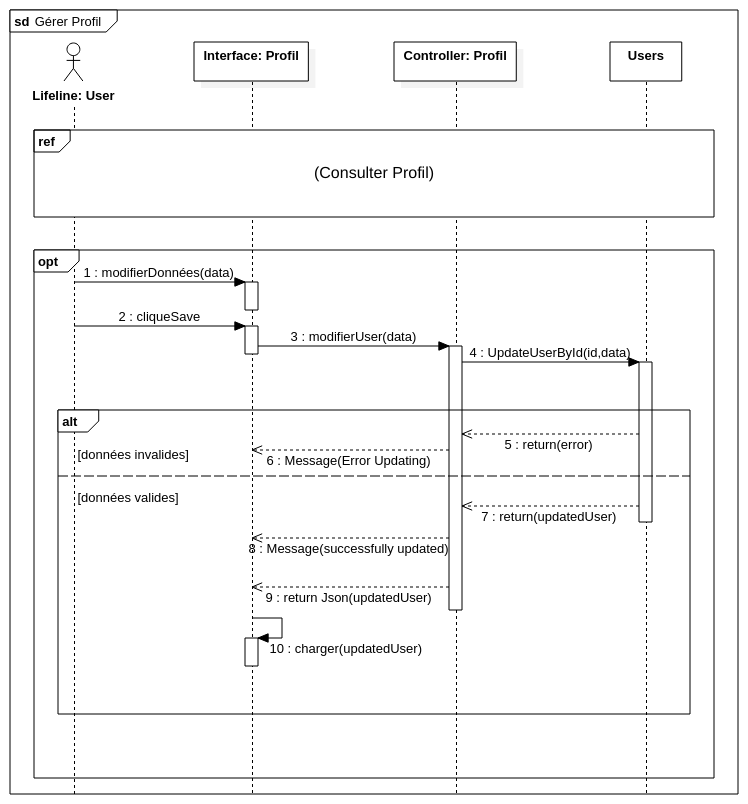 sd Gérer Profil
Interface: Profil
Controller: Profil
Users
Lifeline: User
ref
(Consulter Profil)
opt
1 : modifierDonnées(data)
2 : cliqueSave
3 : modifierUser(data)
4 : UpdateUserById(id,data)
alt
5 : return(error)
[données invalides]
6 : Message(Error Updating)
[données valides]
7 : return(updatedUser)
8 : Message(successfully updated)
9 : return Json(updatedUser)
10 : charger(updatedUser)